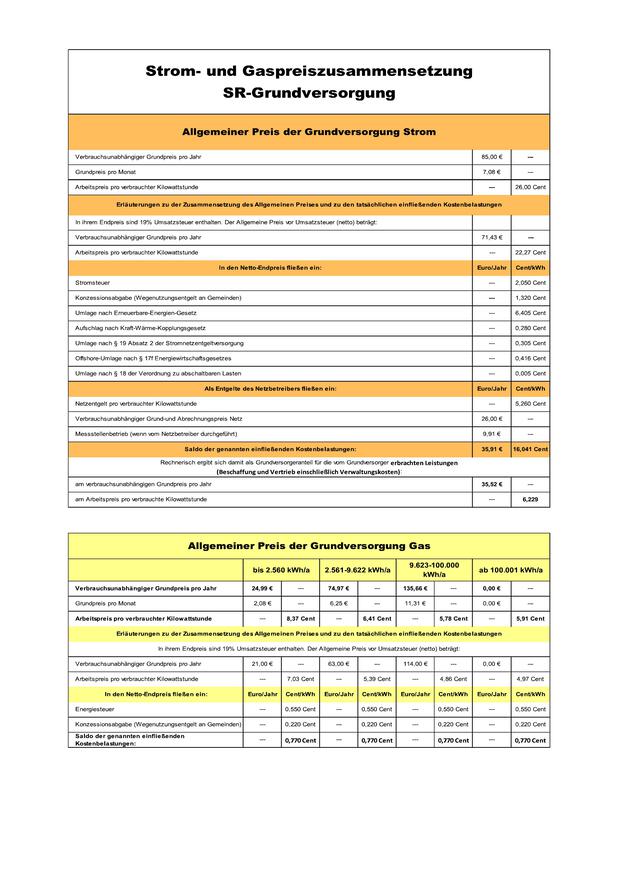 Strom- und Gaspreiszusammensetzung
SR-Grundversorgung
Allgemeiner Preis der Grundversorgung Strom
Verbrauchsunabhängiger Grundpreis pro Jahr 85,00 € ---
Grundpreis pro Monat 7,08 € ---
Arbeitspreis pro verbrauchter Kilowattstunde --- 26,00 Cent
Erläuterungen zu der Zusammensetzung des Allgemeinen Preises und zu den tatsächlichen einfließenden Kostenbelastungen
In ihrem Endpreis sind 19% Umsatzsteuer enthalten. Der Allgemeine Preis vor Umsatzsteuer (netto) beträgt:
Verbrauchsunabhängiger Grundpreis pro Jahr 71,43 € ---
Arbeitspreis pro verbrauchter Kilowattstunde --- 22,27 Cent
In den Netto-Endpreis fließen ein: Euro/Jahr Cent/kWh
Stromsteuer --- 2,050 Cent
Konzessionsabgabe (Wegenutzungsentgelt an Gemeinden) --- 1,320 Cent
Umlage nach Erneuerbare-Energien-Gesetz --- 6,405 Cent
Aufschlag nach Kraft-Wärme-Kopplungsgesetz --- 0,280 Cent
Umlage nach § 19 Absatz 2 der Stromnetzentgeltversorgung --- 0,305 Cent
Offshore-Umlage nach § 17f Energiewirtschaftsgesetzes --- 0,416 Cent
Umlage nach § 18 der Verordnung zu abschaltbaren Lasten --- 0,005 Cent
Als Entgelte des Netzbetreibers fließen ein: Euro/Jahr Cent/kWh
Netzentgelt pro verbrauchter Kilowattstunde --- 5,260 Cent
Verbrauchsunabhängiger Grund-und Abrechnungspreis Netz 26,00 € ---
Messstellenbetrieb (wenn vom Netzbetreiber durchgeführt) 9,91 € ---
Saldo der genannten einfließenden Kostenbelastungen: 35,91 € 16,041 Cent
Rechnerisch ergibt sich damit als Grundversorgeranteil für die vom Grundversorger erbrachten Leistungen
(Beschaffung und Vertrieb einschließlich Verwaltungskosten):
am verbrauchsunabhängigen Grundpreis pro Jahr 35,52 € ---
am Arbeitspreis pro verbrauchte Kilowattstunde --- 6,229
Allgemeiner Preis der Grundversorgung Gas
bis 2.560 kWh/a 2.561-9.622 kWh/a 9.623-100.000 kWh/a ab 100.001 kWh/a
Verbrauchsunabhängiger Grundpreis pro Jahr 24,99 € --- 74,97 € --- 135,66 € --- 0,00 € ---
Grundpreis pro Monat 2,08 € --- 6,25 € --- 11,31 € --- 0,00 € ---
Arbeitspreis pro verbrauchter Kilowattstunde --- 8,37 Cent --- 6,41 Cent --- 5,78 Cent --- 5,91 Cent
Erläuterungen zu der Zusammensetzung des Allgemeinen Preises und zu den tatsächlichen einfließenden Kostenbelastungen
In ihrem Endpreis sind 19% Umsatzsteuer enthalten. Der Allgemeine Preis vor Umsatzsteuer (netto) beträgt:
Verbrauchsunabhängiger Grundpreis pro Jahr 21,00 € --- 63,00 € --- 114,00 € --- 0,00 € ---
Arbeitspreis pro verbrauchter Kilowattstunde --- 7,03 Cent --- 5,39 Cent --- 4,86 Cent --- 4,97 Cent
In den Netto-Endpreis fließen ein: Euro/Jahr Cent/kWh Euro/Jahr Cent/kWh Euro/Jahr Cent/kWh Euro/Jahr Cent/kWh
Energiesteuer --- 0,550 Cent --- 0,550 Cent --- 0,550 Cent --- 0,550 Cent
Konzessionsabgabe (Wegenutzungsentgelt an Gemeinden) --- 0,220 Cent --- 0,220 Cent --- 0,220 Cent --- 0,220 Cent
Saldo der genannten einfließenden
Kostenbelastungen: --- 0,770 Cent --- 0,770 Cent --- 0,770 Cent --- 0,770 Cent